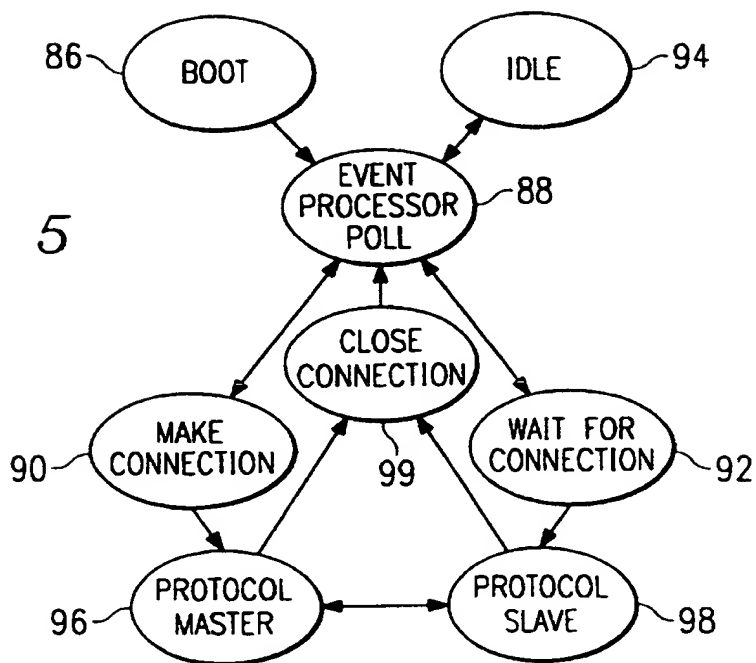 86
BOOT
IDLE
94
EVENT
PROCESSOR
POLL
88
5
CLOSE
CONNECTION
99
90
MAKE
CONNECTION
WAIT FOR
CONNECTION
92
96
PROTOCOL
MASTER
PROTOCOL
SLAVE
98